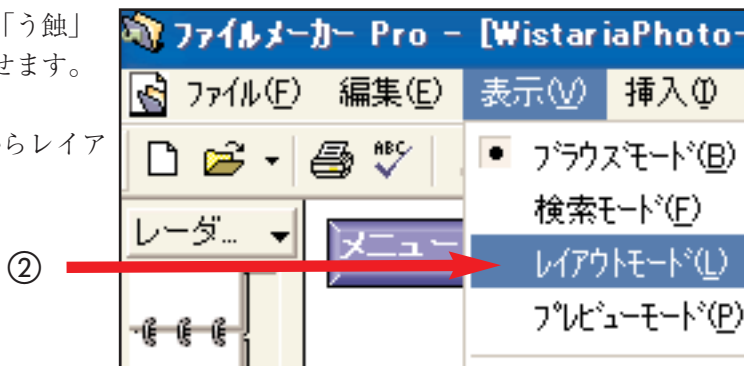 「う蝕」
せます。
らレイア
②
ファイルメーカー Pro - [WistariaPhoto-
ファイル(F) 編集(E) 表示(V) 挿入(I)
ABC
レーダ...
メニュー
ブラウズモード(B)
検索モード(F)
レイアウトモード(L)
プレビューモード(P)